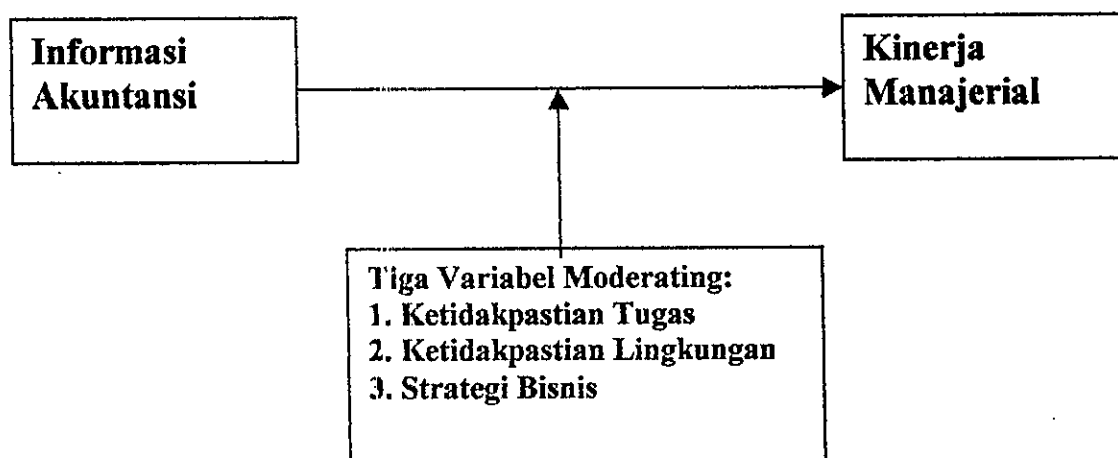 Informasi
Akuntansi
Kinerja
Manajerial
Tiga Variabel Moderating:
1. Ketidakpastian Tugas
2. Ketidakpastian Lingkungan
3. Strategi Bisnis